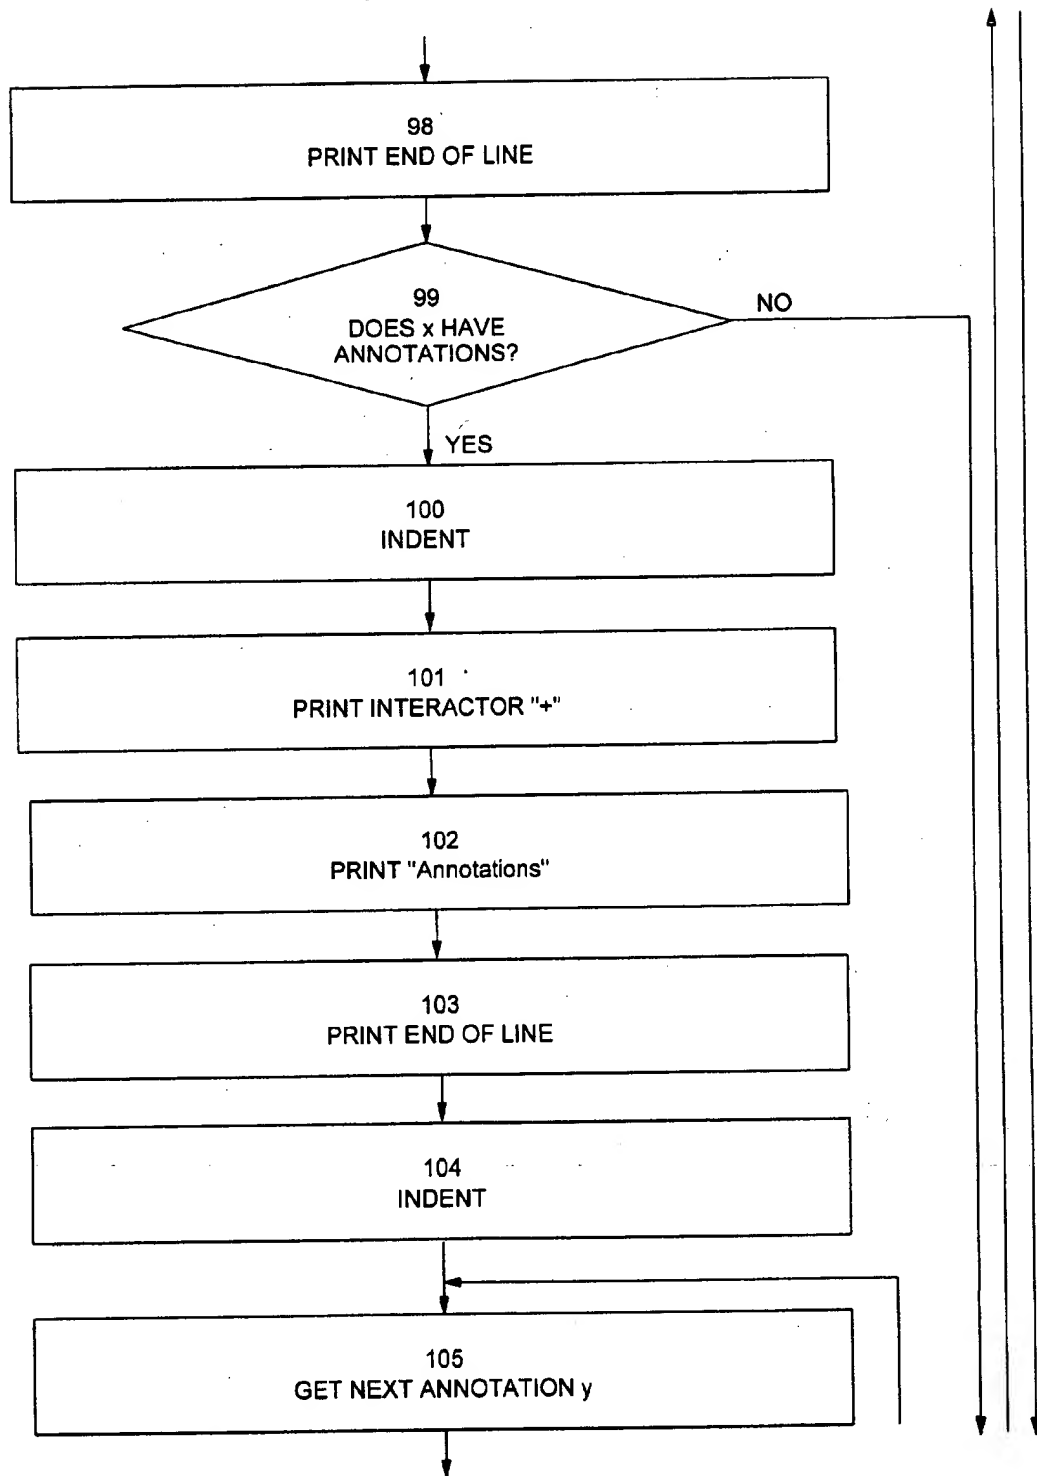 98
PRINT END OF LINE
99
DOES x HAVE
ANNOTATIONS?
NO
YES
100
INDENT
101
PRINT INTERACTOR "+"
102
PRINT "Annotations"
103
PRINT END OF LINE
104
INDENT
105
GET NEXT ANNOTATION y